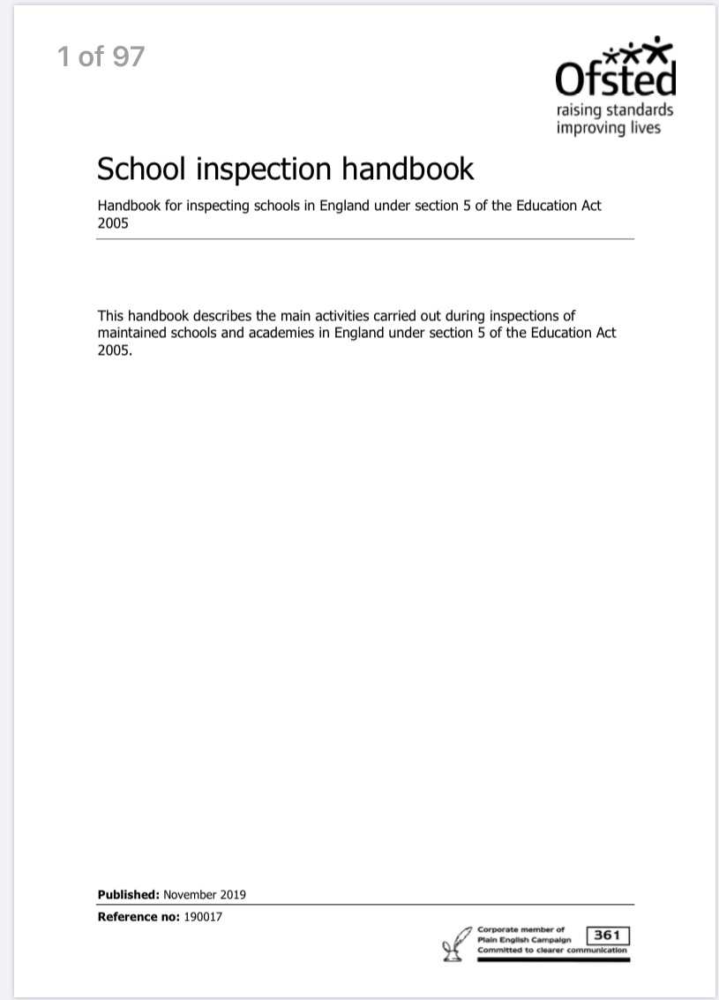 1 of 97
Ofsted
raising standards
improving lives
School inspection handbook
Handbook for inspecting schools in England under section 5 of the Education Act
2005
This handbook describes the main activities carried out during inspections of
maintained schools and academies in England under section 5 of the Education Act
2005.
Published: November 2019
Reference no: 190017
Corporate member of
Plain English Campaign
Committed to clearer communication
361